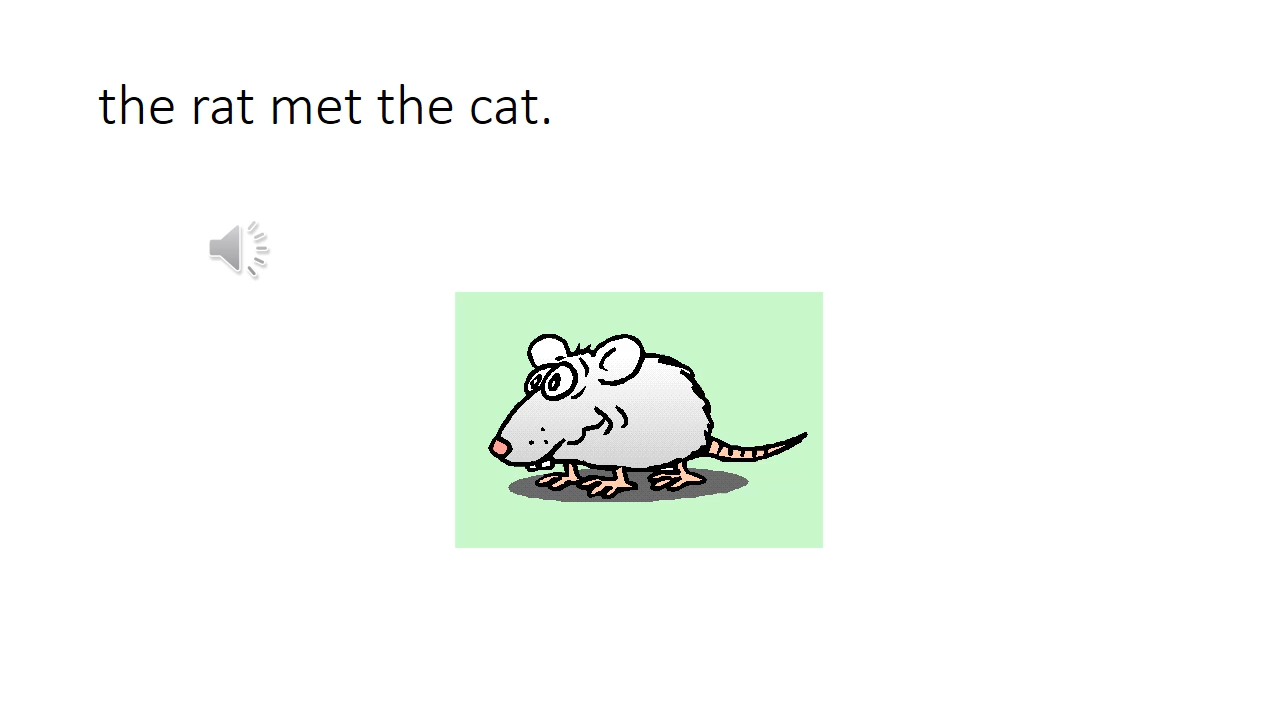 the rat met the cat.